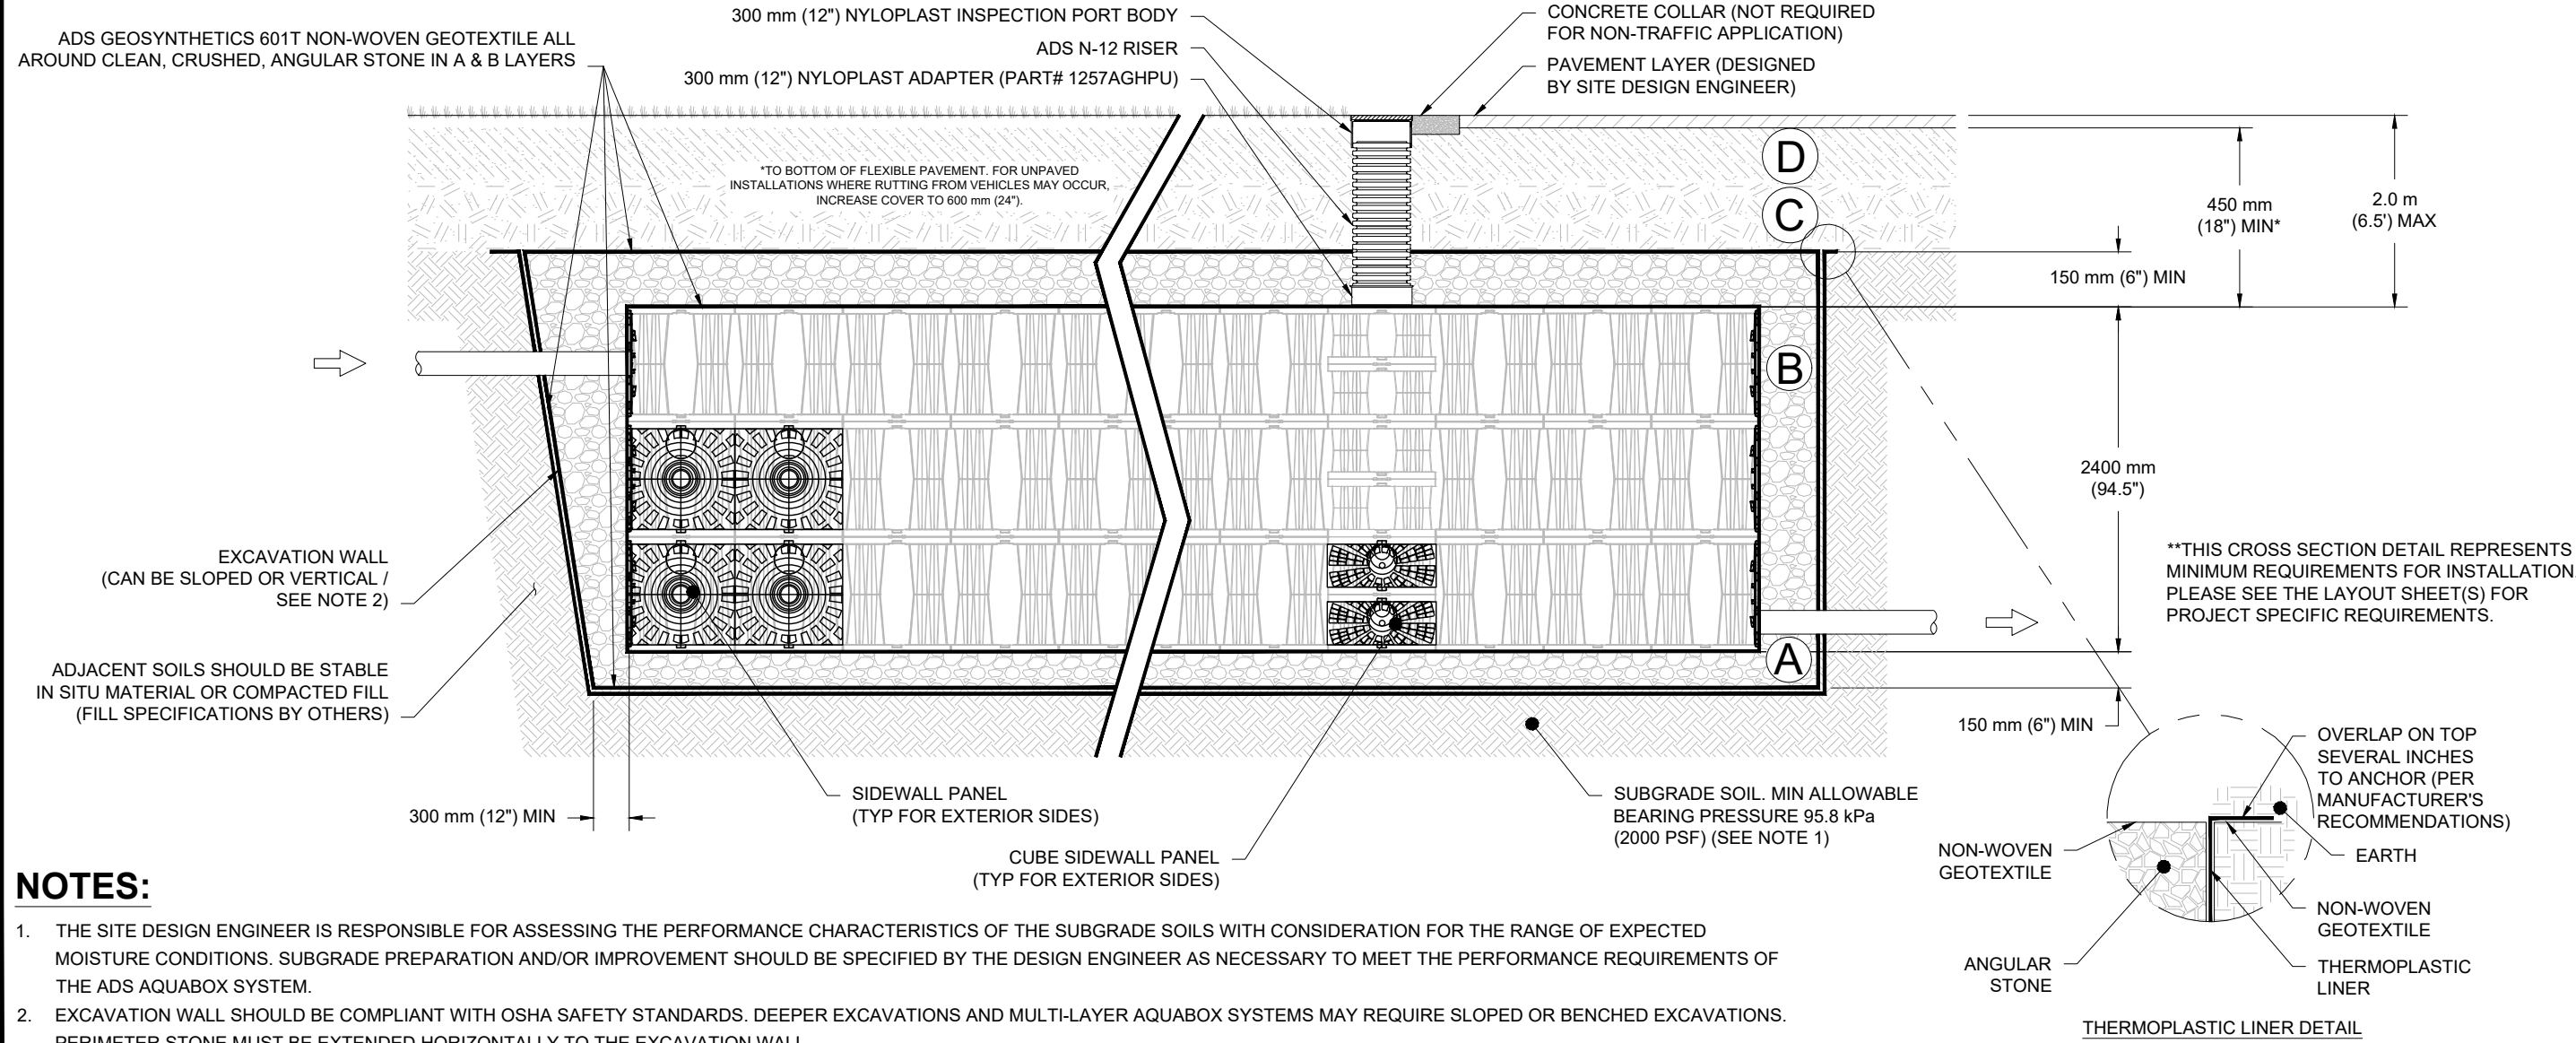 300 mm (12") NYLOPLAST INSPECTION PORT BODY
ADS N-12 RISER
300 mm (12") NYLOPLAST ADAPTER (PART# 1257AGHPU)
ADS GEOSYNTHETICS 601T NON-WOVEN GEOTEXTILE ALL
AROUND CLEAN, CRUSHED, ANGULAR STONE IN A & B LAYERS
CONCRETE COLLAR (NOT REQUIRED
FOR NON-TRAFFIC APPLICATION)
PAVEMENT LAYER (DESIGNED
BY SITE DESIGN ENGINEER)
*TO BOTTOM OF FLEXIBLE PAVEMENT. FOR UNPAVED
INSTALLATIONS WHERE RUTTING FROM VEHICLES MAY OCCUR,
INCREASE COVER TO 600 mm (24").
D
C
B
A
450 mm
(18") MIN*
2.0 m
(6.5') MAX
150 mm (6") MIN
2400 mm
(94.5")
150 mm (6") MIN
**THIS CROSS SECTION DETAIL REPRESENTS
MINIMUM REQUIREMENTS FOR INSTALLATION
PLEASE SEE THE LAYOUT SHEET(S) FOR
PROJECT SPECIFIC REQUIREMENTS.
EXCAVATION WALL
(CAN BE SLOPED OR VERTICAL /
SEE NOTE 2)
ADJACENT SOILS SHOULD BE STABLE
IN SITU MATERIAL OR COMPACTED FILL
(FILL SPECIFICATIONS BY OTHERS)
300 mm (12") MIN
SIDEWALL PANEL
(TYP FOR EXTERIOR SIDES)
CUBE SIDEWALL PANEL
(TYP FOR EXTERIOR SIDES)
SUBGRADE SOIL. MIN ALLOWABLE
BEARING PRESSURE 95.8 kPa
(2000 PSF) (SEE NOTE 1)
OVERLAP ON TOP
SEVERAL INCHES
TO ANCHOR (PER
MANUFACTURER'S
RECOMMENDATIONS)
EARTH
NON-WOVEN
GEOTEXTILE
NON-WOVEN
GEOTEXTILE
ANGULAR
STONE
THERMOPLASTIC
LINER
THERMOPLASTIC LINER DETAIL
NOTES:
1. THE SITE DESIGN ENGINEER IS RESPONSIBLE FOR ASSESSING THE PERFORMANCE CHARACTERISTICS OF THE SUBGRADE SOILS WITH CONSIDERATION FOR THE RANGE OF EXPECTED
MOISTURE CONDITIONS. SUBGRADE PREPARATION AND/OR IMPROVEMENT SHOULD BE SPECIFIED BY THE DESIGN ENGINEER AS NECESSARY TO MEET THE PERFORMANCE REQUIREMENTS OF
THE ADS AQUABOX SYSTEM.
2. EXCAVATION WALL SHOULD BE COMPLIANT WITH OSHA SAFETY STANDARDS. DEEPER EXCAVATIONS AND MULTI-LAYER AQUABOX SYSTEMS MAY REQUIRE SLOPED OR BENCHED EXCAVATIONS.
PERIMETER STONE MUST BE EXTENDED HORIZONTALLY TO THE EXCAVATION WALL